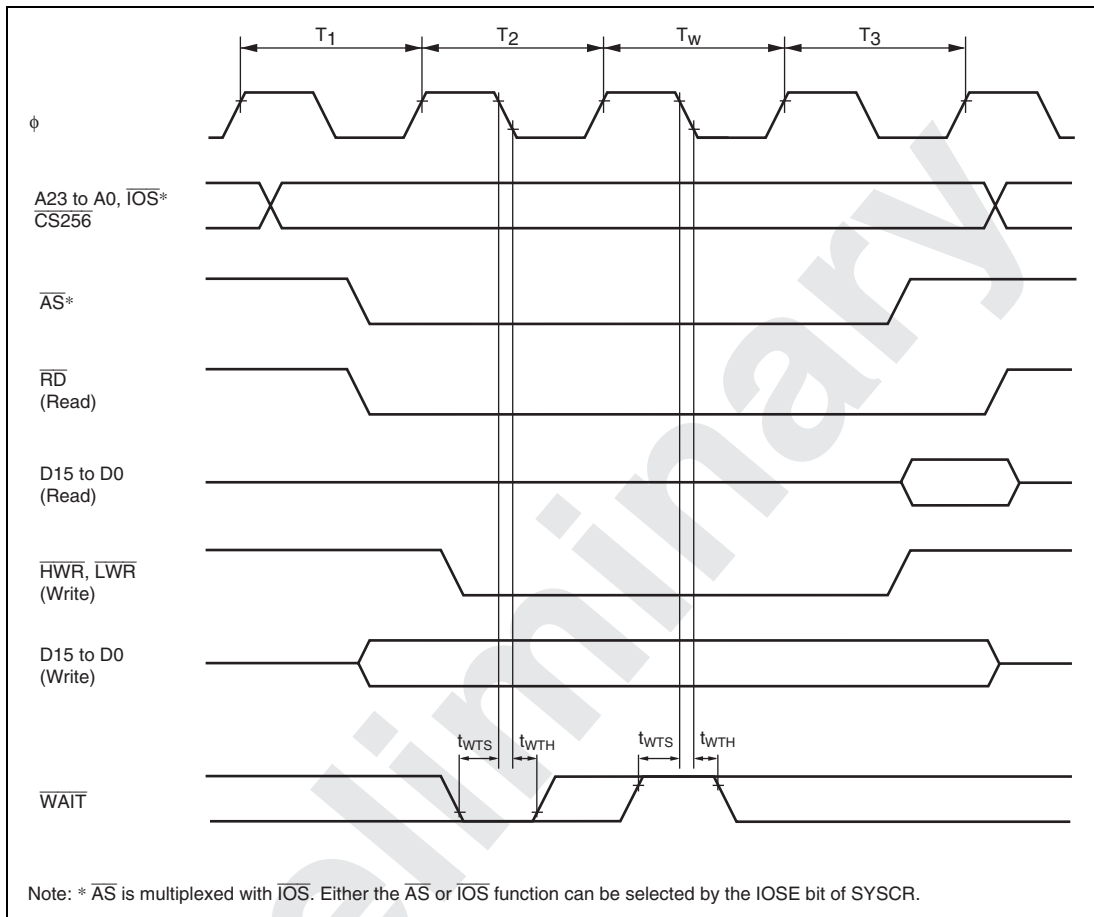 T1 T2 Tw T3
φ
A23 to A0, IOS*
CS256
AS*
RD
(Read)
D15 to D0
(Read)
HWR, LWR
(Write)
D15 to D0
(Write)
tWTS tWTH tWTS tWTH
WAIT
Note: * AS is multiplexed with IOS. Either the AS or IOS function can be selected by the IOSE bit of SYSCR.
eliminary